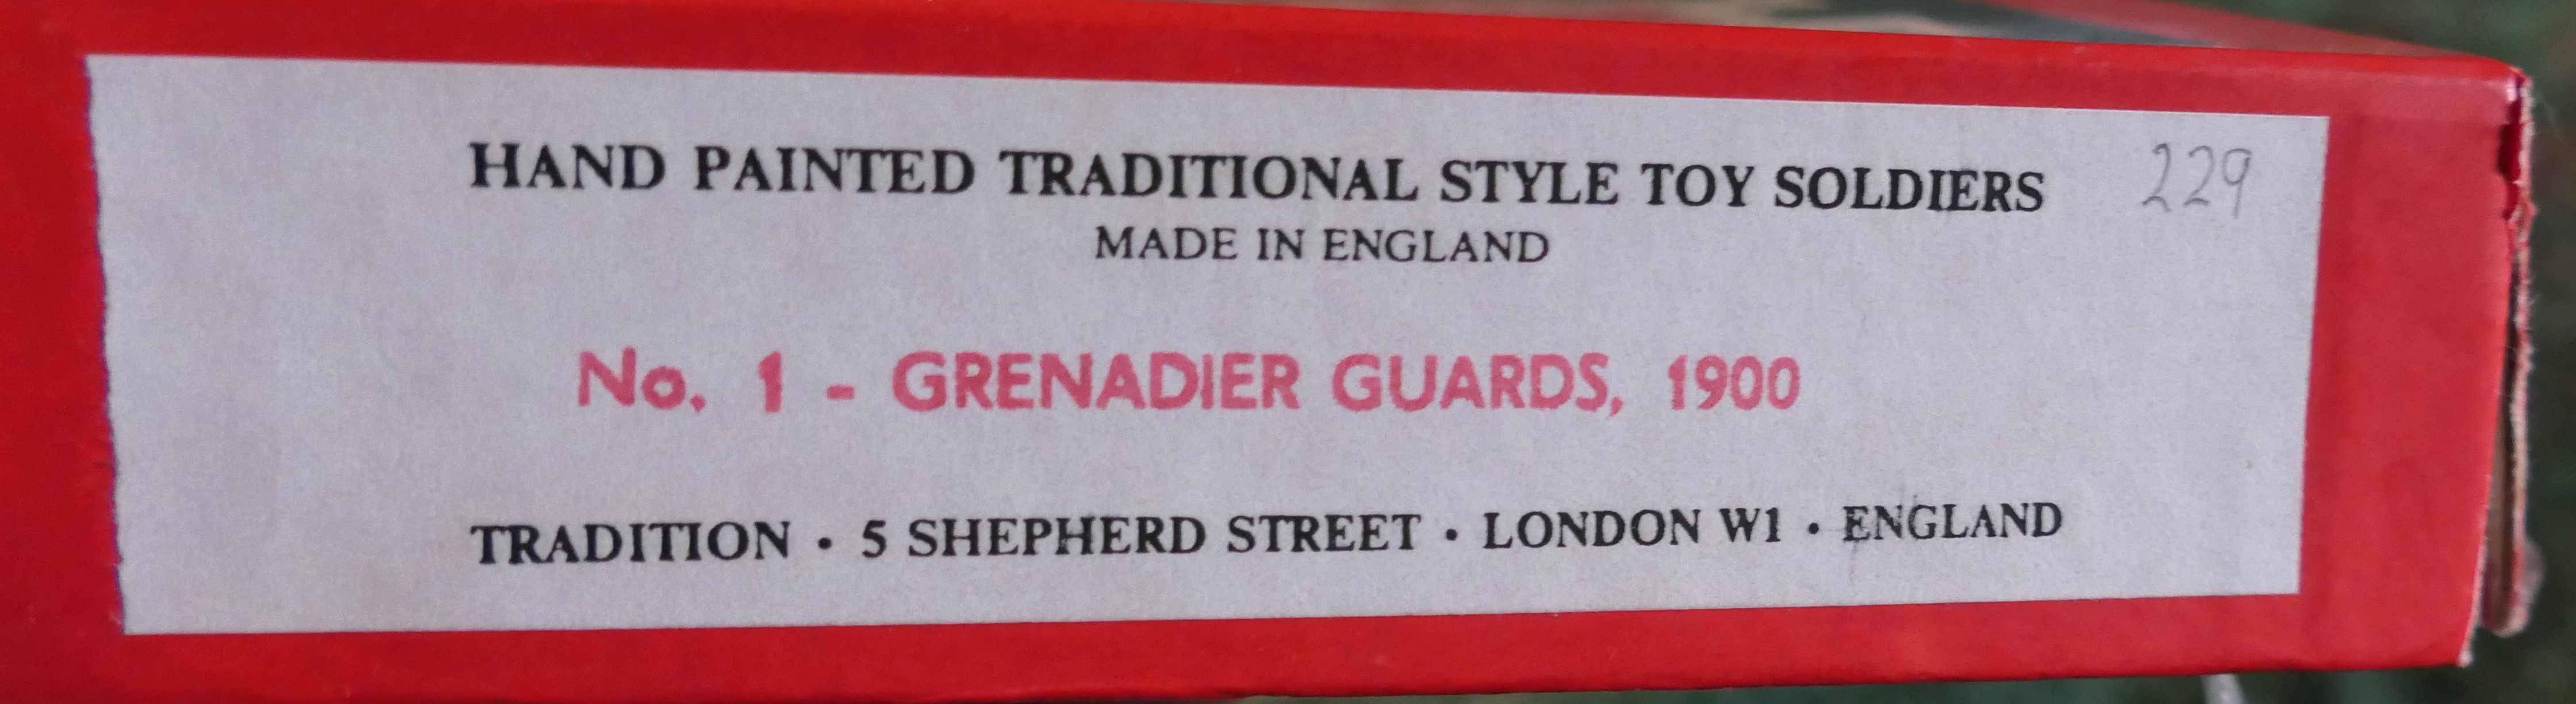 HAND PAINTED TRADITIONAL STYLE TOY SOLDIERS 229
MADE IN ENGLAND
No. 1 - GRENADIER GUARDS, 1900
TRADITION · 5 SHEPHERD STREET · LONDON W1 · ENGLAND